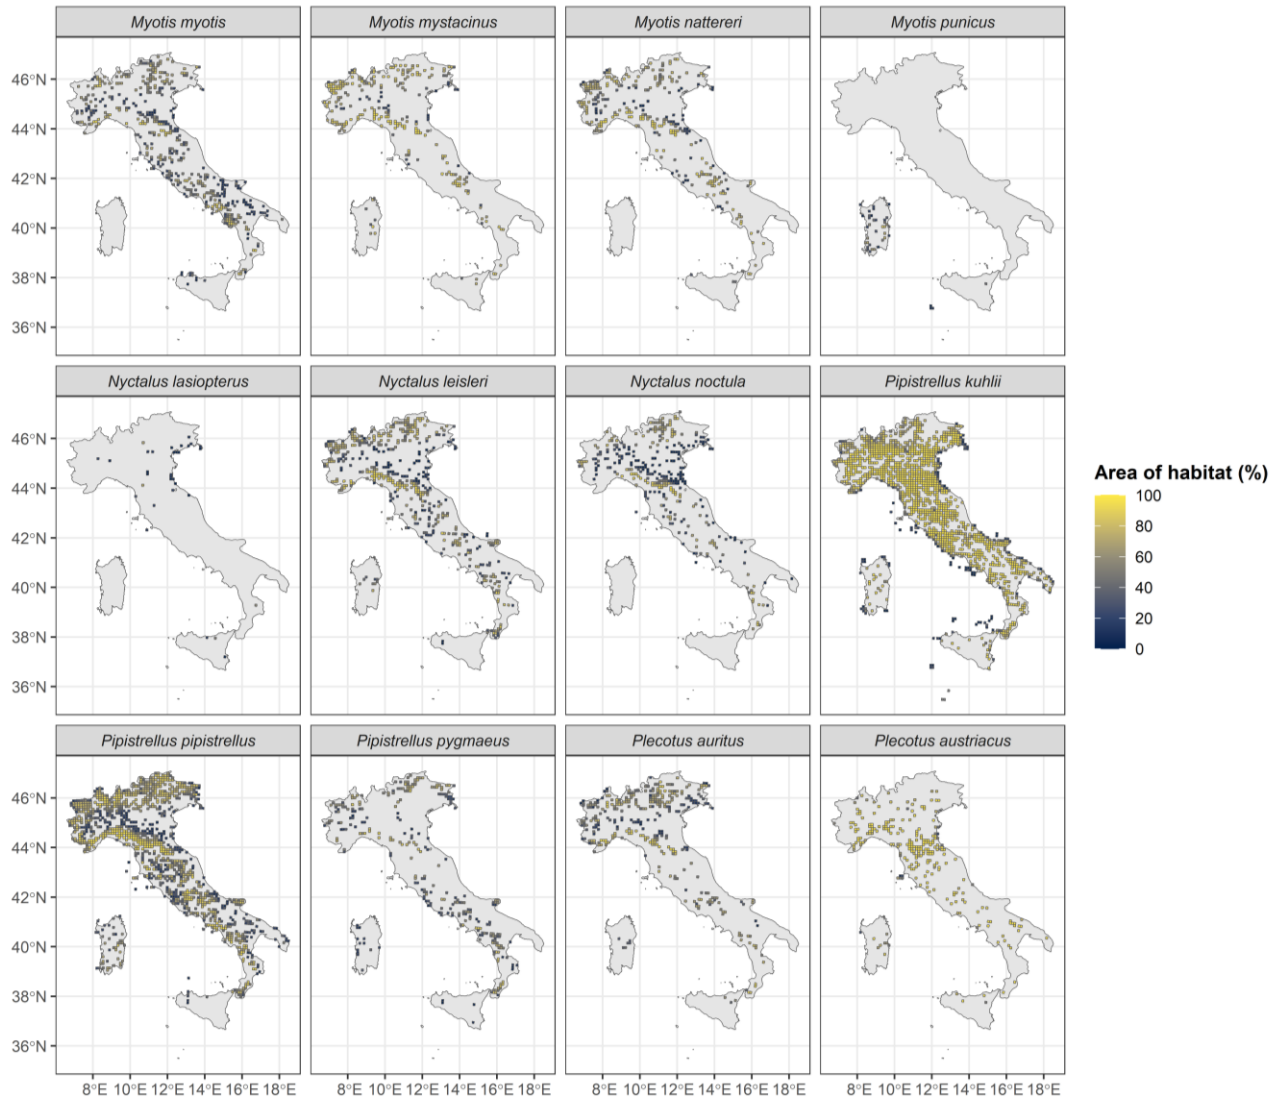 Myotis myotis
Myotis mystacinus
Myotis nattereri
Myotis punicus
46°N
44°N
42°N
40°N
38°N
36°N
Nyctalus lasiopterus
Nyctalus leisleri
Nyctalus noctula
Pipistrellus kuhlii
46°N
44°N
42°N
40°N
38°N
36°N
Area of habitat (%)
100
80
60
40
20
0
Pipistrellus pipistrellus
Pipistrellus pygmaeus
Plecotus auritus
Plecotus austriacus
46°N
44°N
42°N
40°N
38°N
36°N
8°E 10°E 12°E 14°E 16°E 18°E
8°E 10°E 12°E 14°E 16°E 18°E
8°E 10°E 12°E 14°E 16°E 18°E
8°E 10°E 12°E 14°E 16°E 18°E